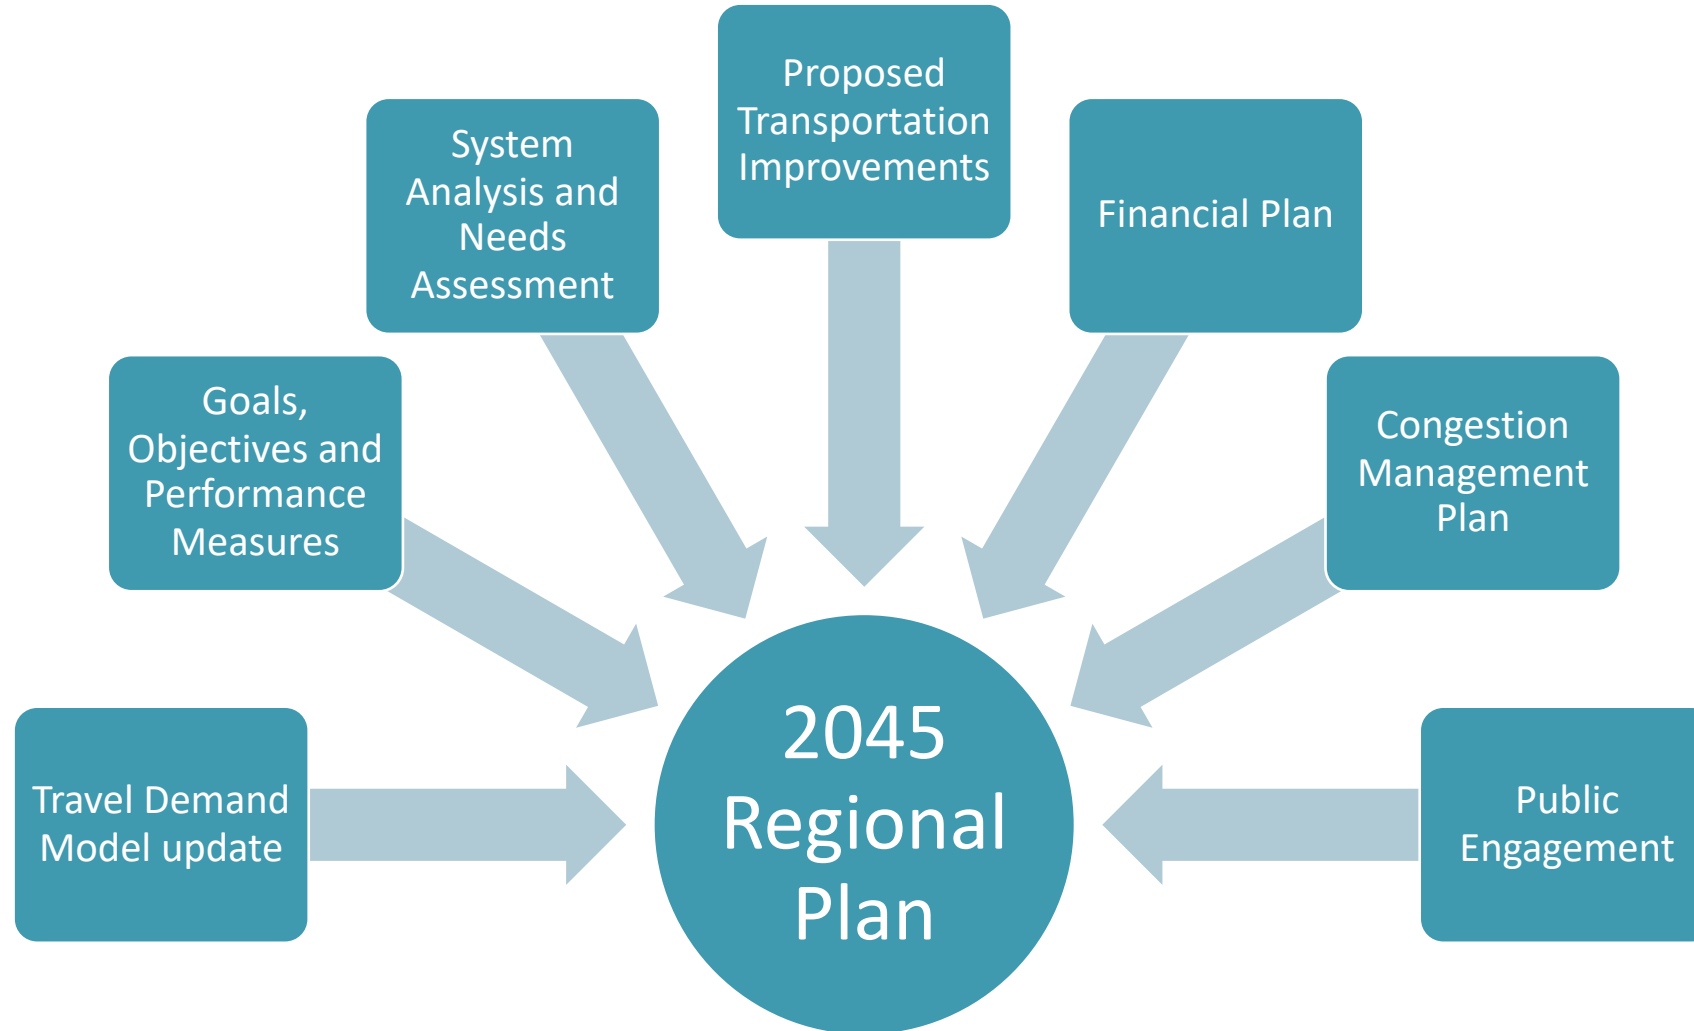 Proposed
Transportation
Improvements
System
Analysis and
Needs
Assessment
Financial Plan
Goals,
Objectives and
Performance
Measures
Congestion
Management
Plan
Travel Demand
Model update
2045
Regional
Plan
Public
Engagement